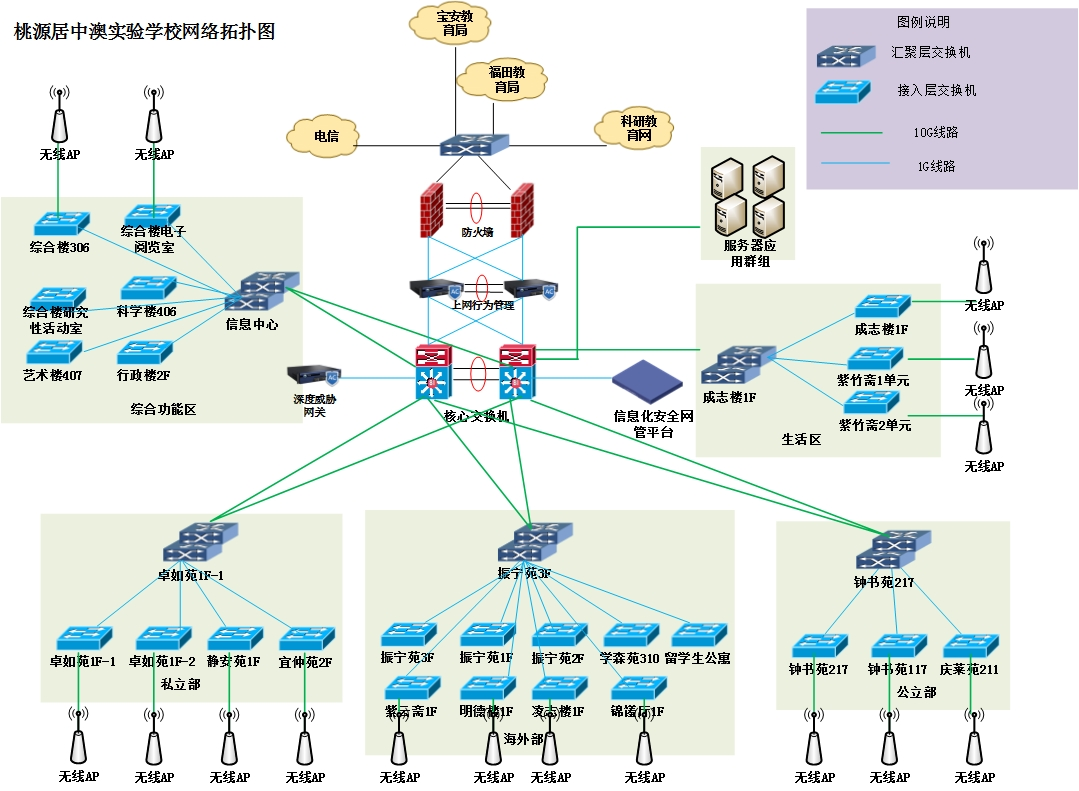 桃源居中澳实验学校网络拓扑图
宝安教
育局
福田教
育局
电信
科研教
育网
图例说明
汇聚层交换机
接入层交换机
10G线路
1G线路
无线AP
无线AP
综合楼306
综合楼电子
阅览室
综合楼研究
性活动室
科学楼406
艺术楼407
行政楼2F
信息中心
综合功能区
防火墙
上网行为管理
服务器应
用群组
深度威胁
网关
核心交换机
信息化安全网
管平台
成志楼1F
成志楼1F
紫竹斋1单元
紫竹斋2单元
生活区
无线AP
无线AP
无线AP
卓如苑1F-1
卓如苑1F-1
卓如苑1F-2
静安苑1F
宜仲苑2F
私立部
无线AP
无线AP
无线AP
无线AP
振宁苑3F
振宁苑3F
振宁苑1F
振宁苑2F
学森苑310
留学生公寓
紫云斋1F
明德楼1F
凌志楼1F
锦谧厅1F
海外部
无线AP
无线AP
无线AP
无线AP
钟书苑217
钟书苑217
钟书苑117
庆莱苑211
公立部
无线AP
无线AP
无线AP